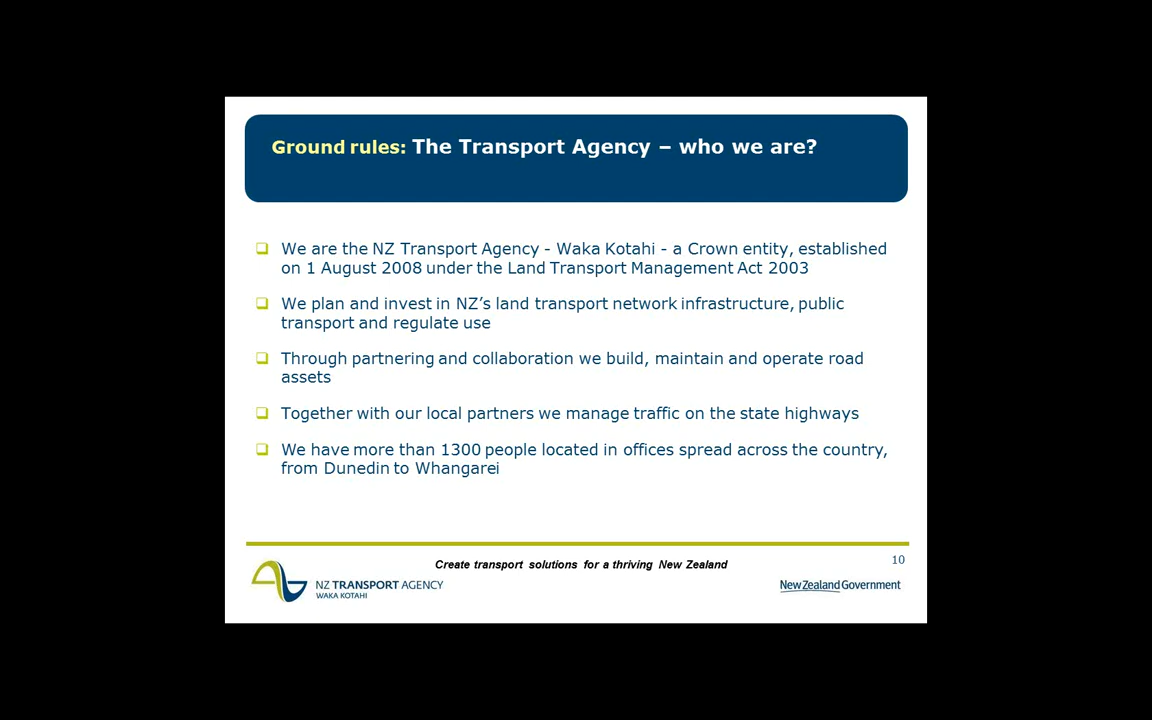 Ground rules: The Transport Agency – who we are?
❑ We are the NZ Transport Agency - Waka Kotahi - a Crown entity, established
on 1 August 2008 under the Land Transport Management Act 2003
❑ We plan and invest in NZ’s land transport network infrastructure, public
transport and regulate use
❑ Through partnering and collaboration we build, maintain and operate road
assets
❑ Together with our local partners we manage traffic on the state highways
❑ We have more than 1300 people located in offices spread across the country,
from Dunedin to Whangarei
10
Create transport solutions for a thriving New Zealand
NZ TRANSPORT AGENCY
WAKA KOTAHI
New Zealand Government